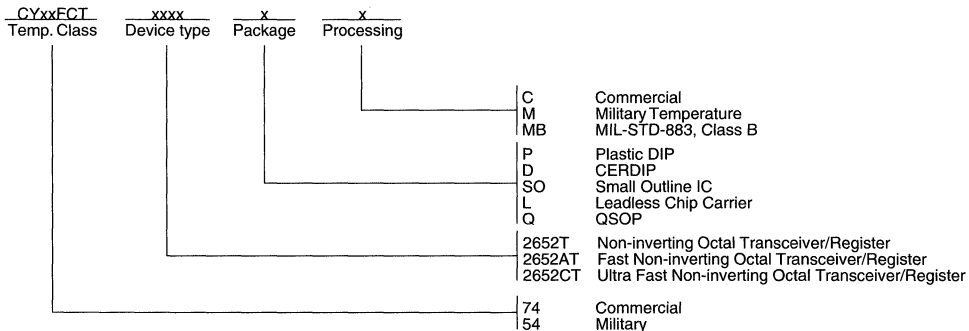 CYxxFCT xxxx x x
Temp. Class Device type Package Processing
C Commercial
M Military Temperature
MB MIL-STD-883, Class B
P Plastic DIP
D CERDIP
SO Small Outline IC
L Leadless Chip Carrier
Q QSOP
2652T Non-inverting Octal Transceiver/Register
2652AT Fast Non-inverting Octal Transceiver/Register
2652CT Ultra Fast Non-inverting Octal Transceiver/Register
74 Commercial
54 Military